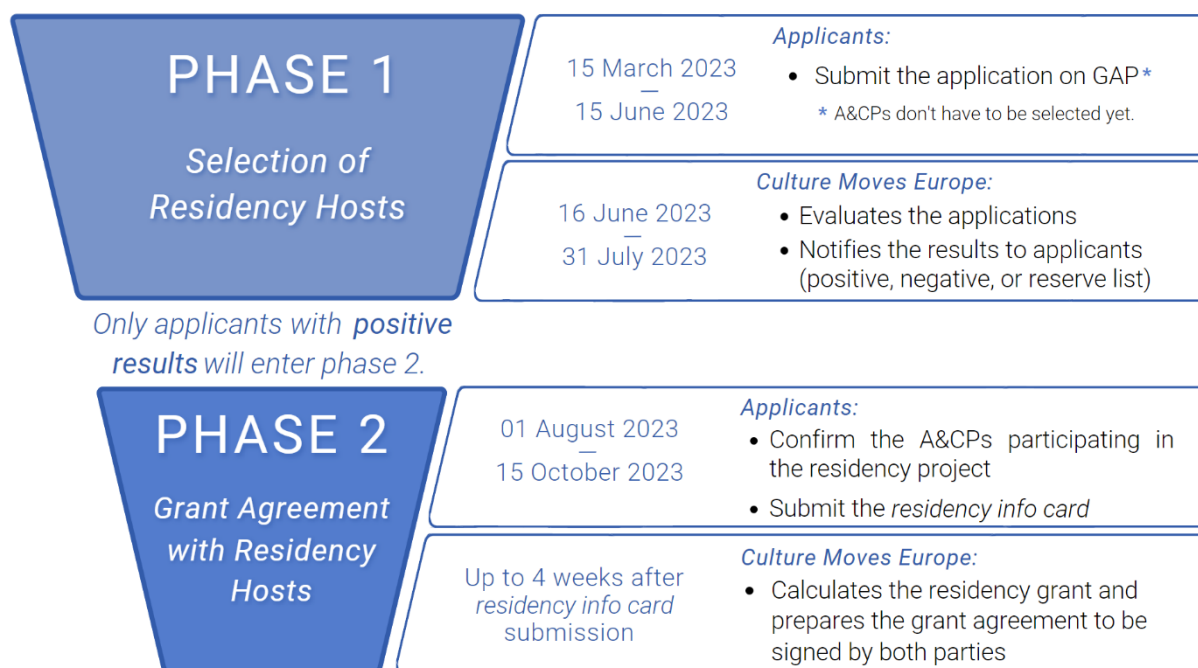 PHASE 1
Selection of
Residency Hosts
15 March 2023
—
15 June 2023
Applicants:
• Submit the application on GAP*
* A&CPs don't have to be selected yet.
16 June 2023
—
31 July 2023
Culture Moves Europe:
• Evaluates the applications
• Notifies the results to applicants
(positive, negative, or reserve list)
Only applicants with positive
results will enter phase 2.
PHASE 2
Grant Agreement
with Residency
Hosts
01 August 2023
—
15 October 2023
Applicants:
• Confirm the A&CPs participating in
the residency project
• Submit the residency info card
Up to 4 weeks after
residency info card
submission
Culture Moves Europe:
• Calculates the residency grant and
prepares the grant agreement to be
signed by both parties